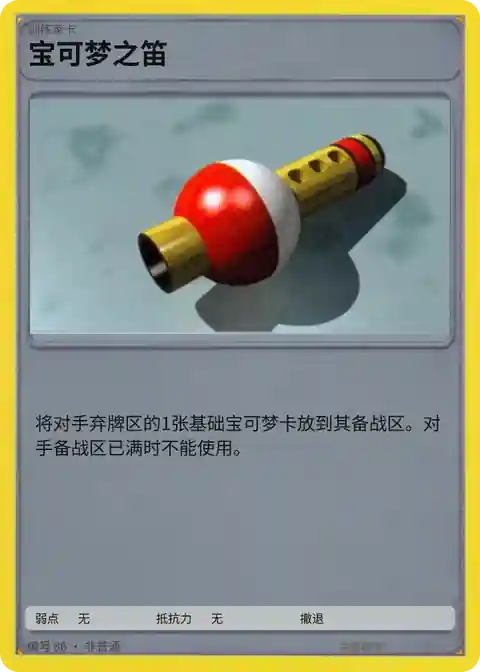 训练家卡
宝可梦之笛
将对手弃牌区的1张基础宝可梦卡放到其备战区。对
手备战区已满时不能使用。
弱点 无 抵抗力 无 撤退
编号 86 · 非普通